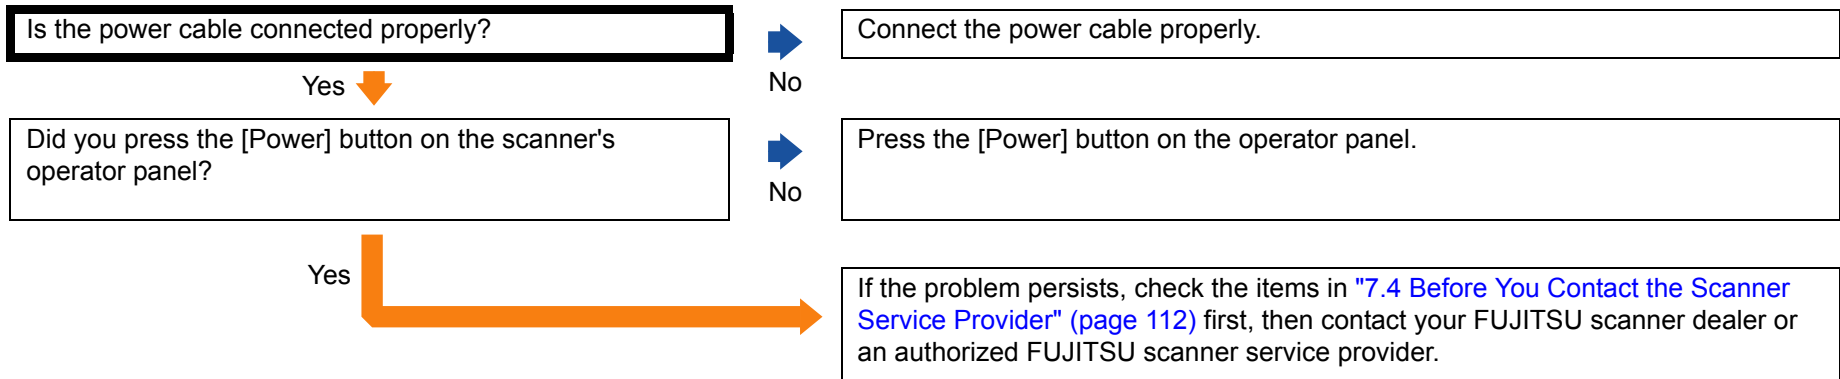 Is the power cable connected properly?
Connect the power cable properly.
Yes
No
Did you press the [Power] button on the scanner's
operator panel?
Press the [Power] button on the operator panel.
No
Yes
If the problem persists, check the items in "7.4 Before You Contact the Scanner
Service Provider" (page 112) first, then contact your FUJITSU scanner dealer or
an authorized FUJITSU scanner service provider.